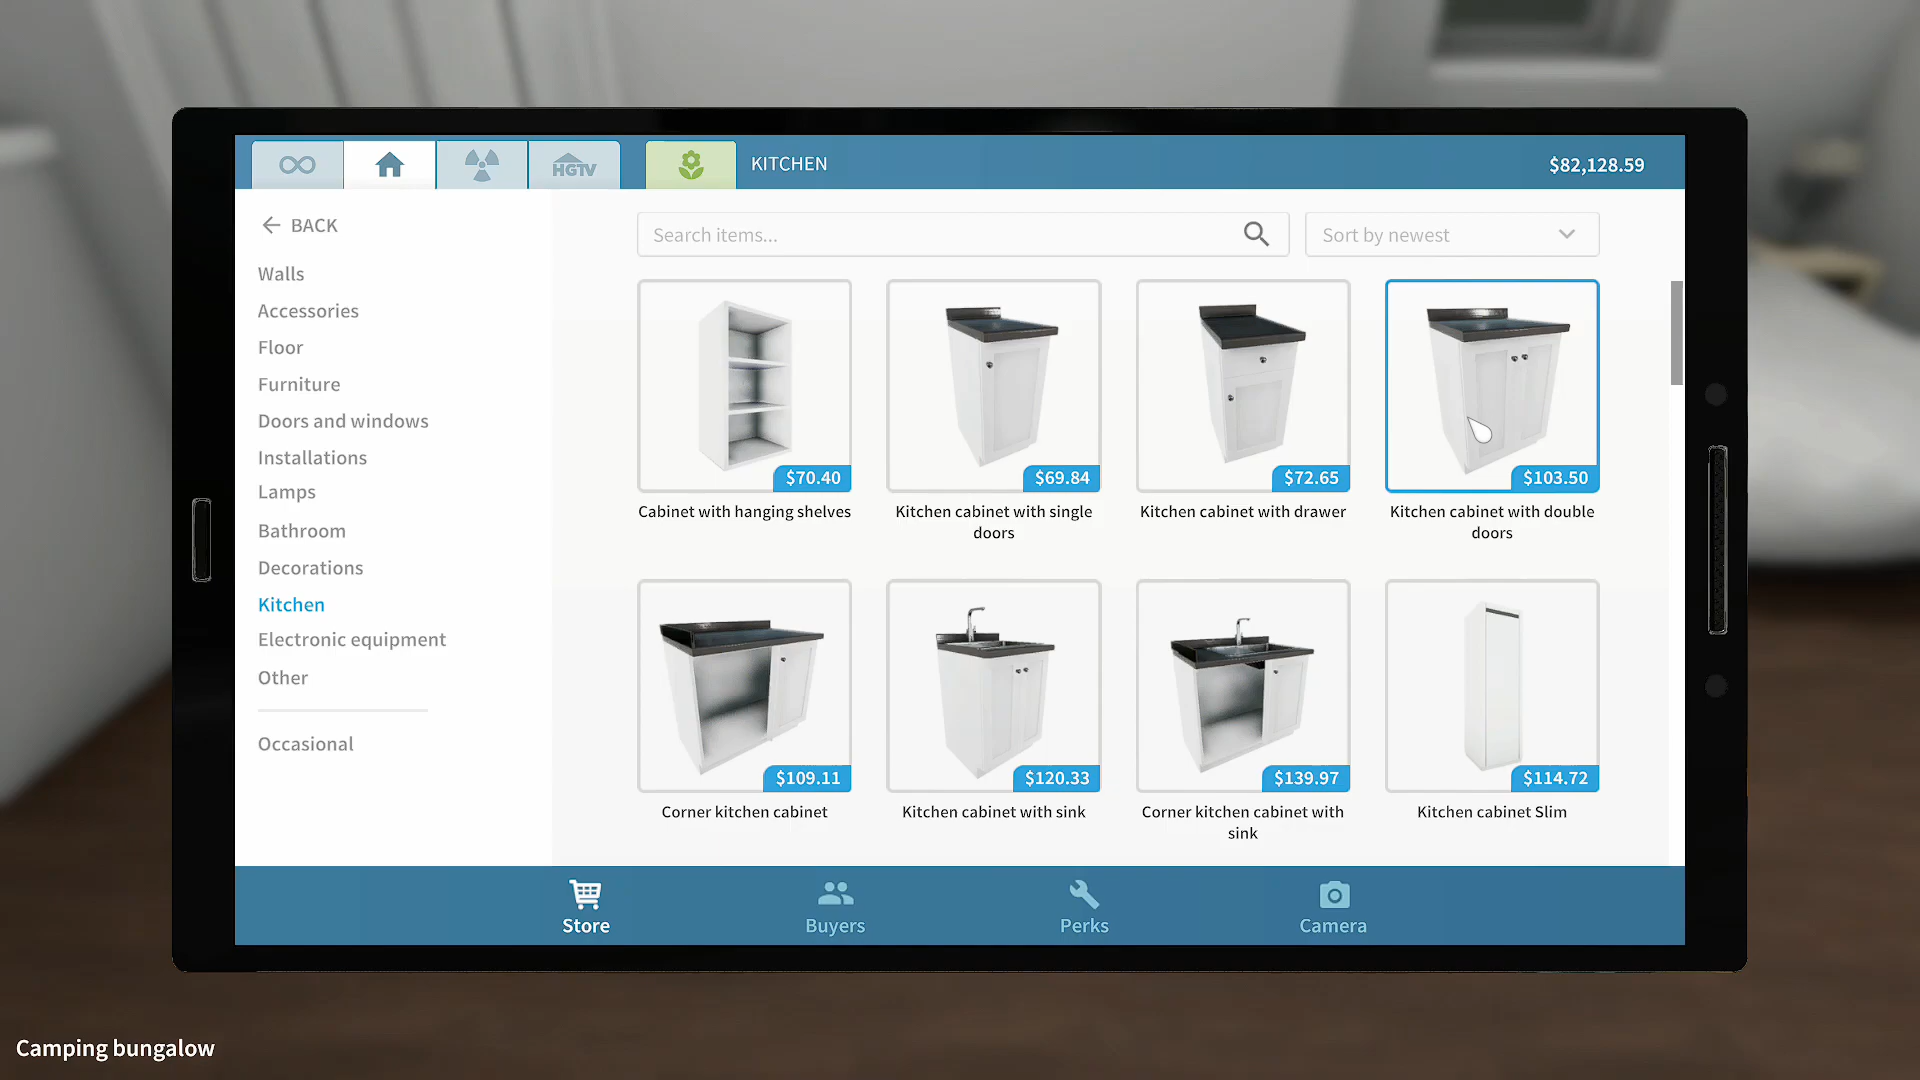 HGTV
KITCHEN
$82,128.59
BACK
Search items...
Sort by newest
Walls
Accessories
Floor
Furniture
Doors and windows
Installations
Lamps
Bathroom
Decorations
Kitchen
Electronic equipment
Other
Occasional
$70.40
$69.84
$72.65
$103.50
Cabinet with hanging shelves
Kitchen cabinet with single
doors
Kitchen cabinet with drawer
Kitchen cabinet with double
doors
$109.11
$120.33
$139.97
$114.72
Corner kitchen cabinet
Kitchen cabinet with sink
Corner kitchen cabinet with
sink
Kitchen cabinet Slim
Store
Buyers
Perks
Camera
Camping bungalow